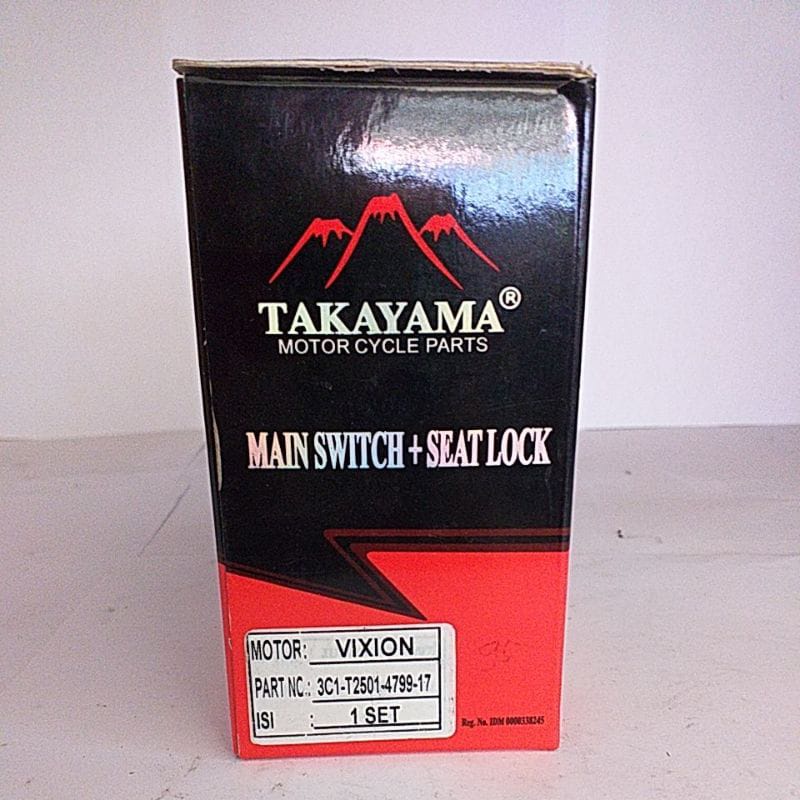 TAKAYAMA®
MOTOR CYCLE PARTS
MAIN SWITCH + SEAT LOCK
MOTOR: VIXION
PART NO.: 3C1-T2501-4799-17
ISI : 1 SET
Reg. No. IDM 0000338245